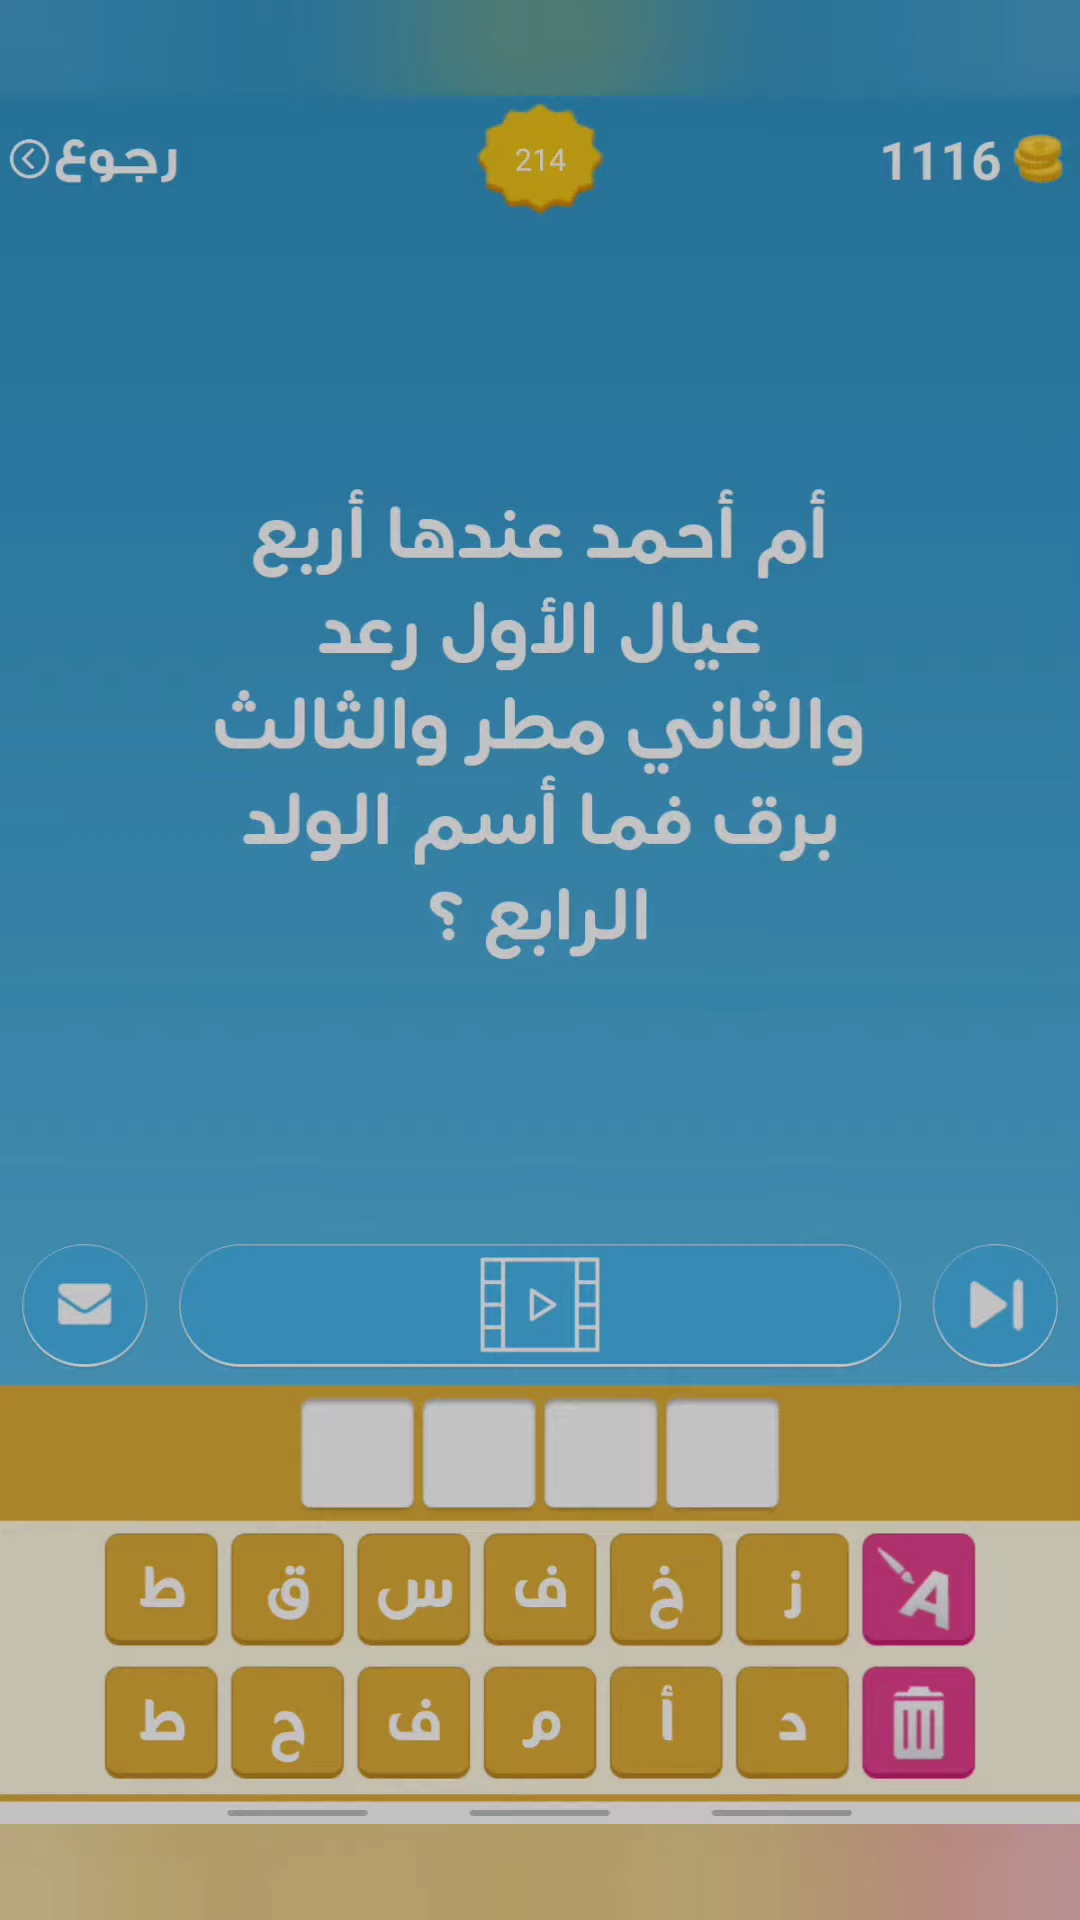 رجوع 214 1116
أم أحمد عندها أربع
عيال الأول رعد
والثاني مطر والثالث
برق فما أسم الولد
الرابع ؟
ز خ ف س ق ط
A
د أ م ف ح ط